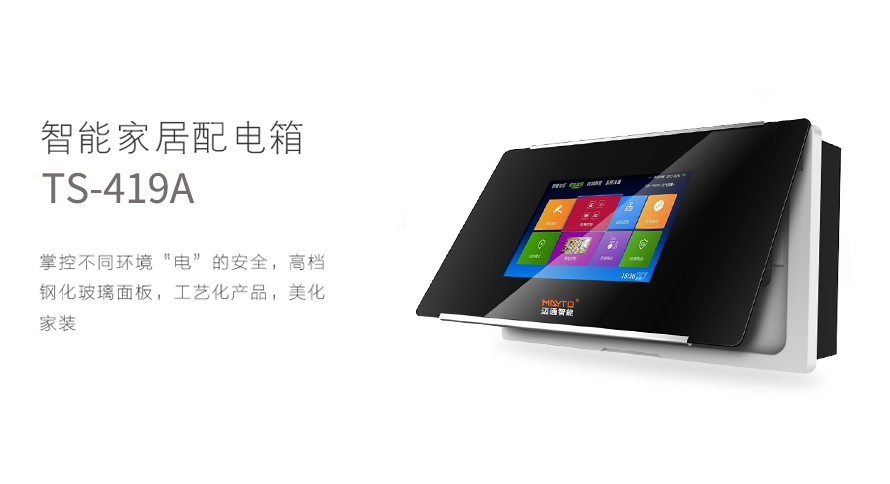 智能家居配电箱
TS-419A
掌控不同环境“电”的安全，高档
钢化玻璃面板，工艺化产品，美化
家装
MAYTO®
迈通智能